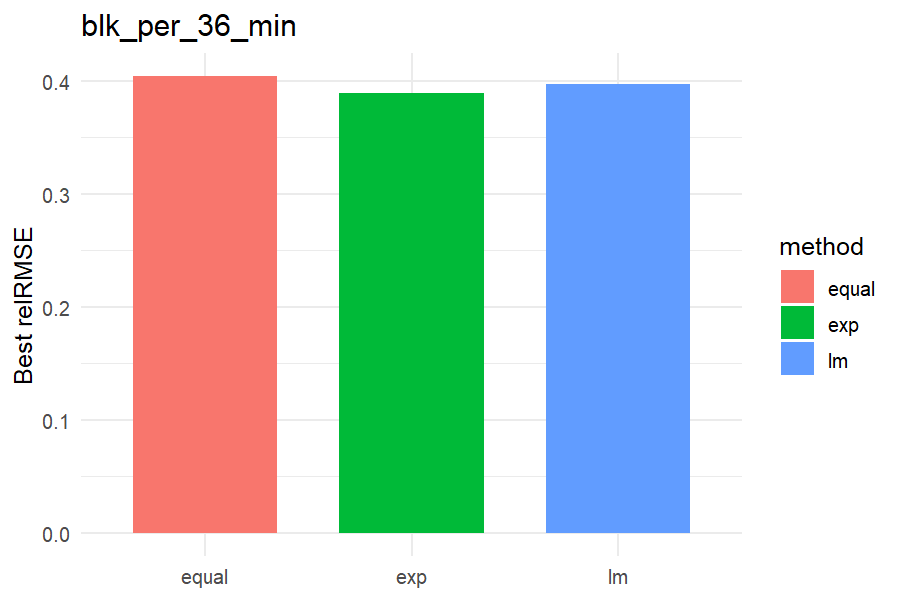 blk_per_36_min
Best relRMSE
0.4
0.3
0.2
0.1
0.0
equal
exp
lm
method
equal
exp
lm